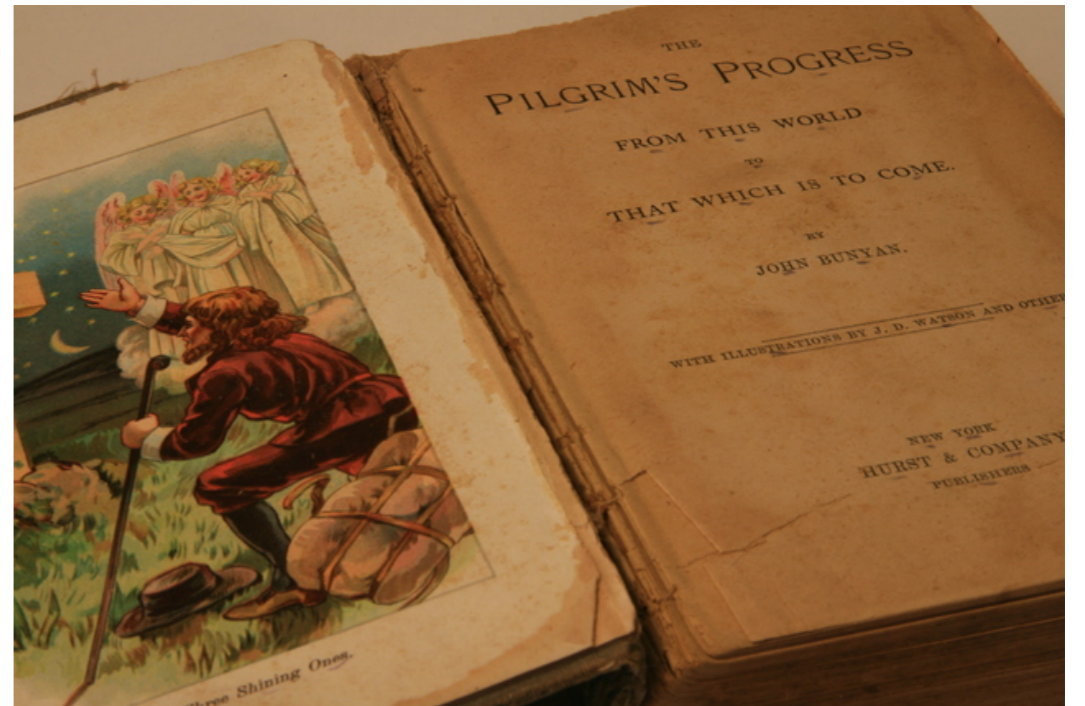 Three Shining Ones.
THE
PILGRIM'S PROGRESS
FROM THIS WORLD
TO
THAT WHICH IS TO COME.
BY
JOHN BUNYAN.
WITH ILLUSTRATIONS BY J. D. WATSON AND OTHE
NEW YORK
HURST & COMPANY
PUBLISHERS